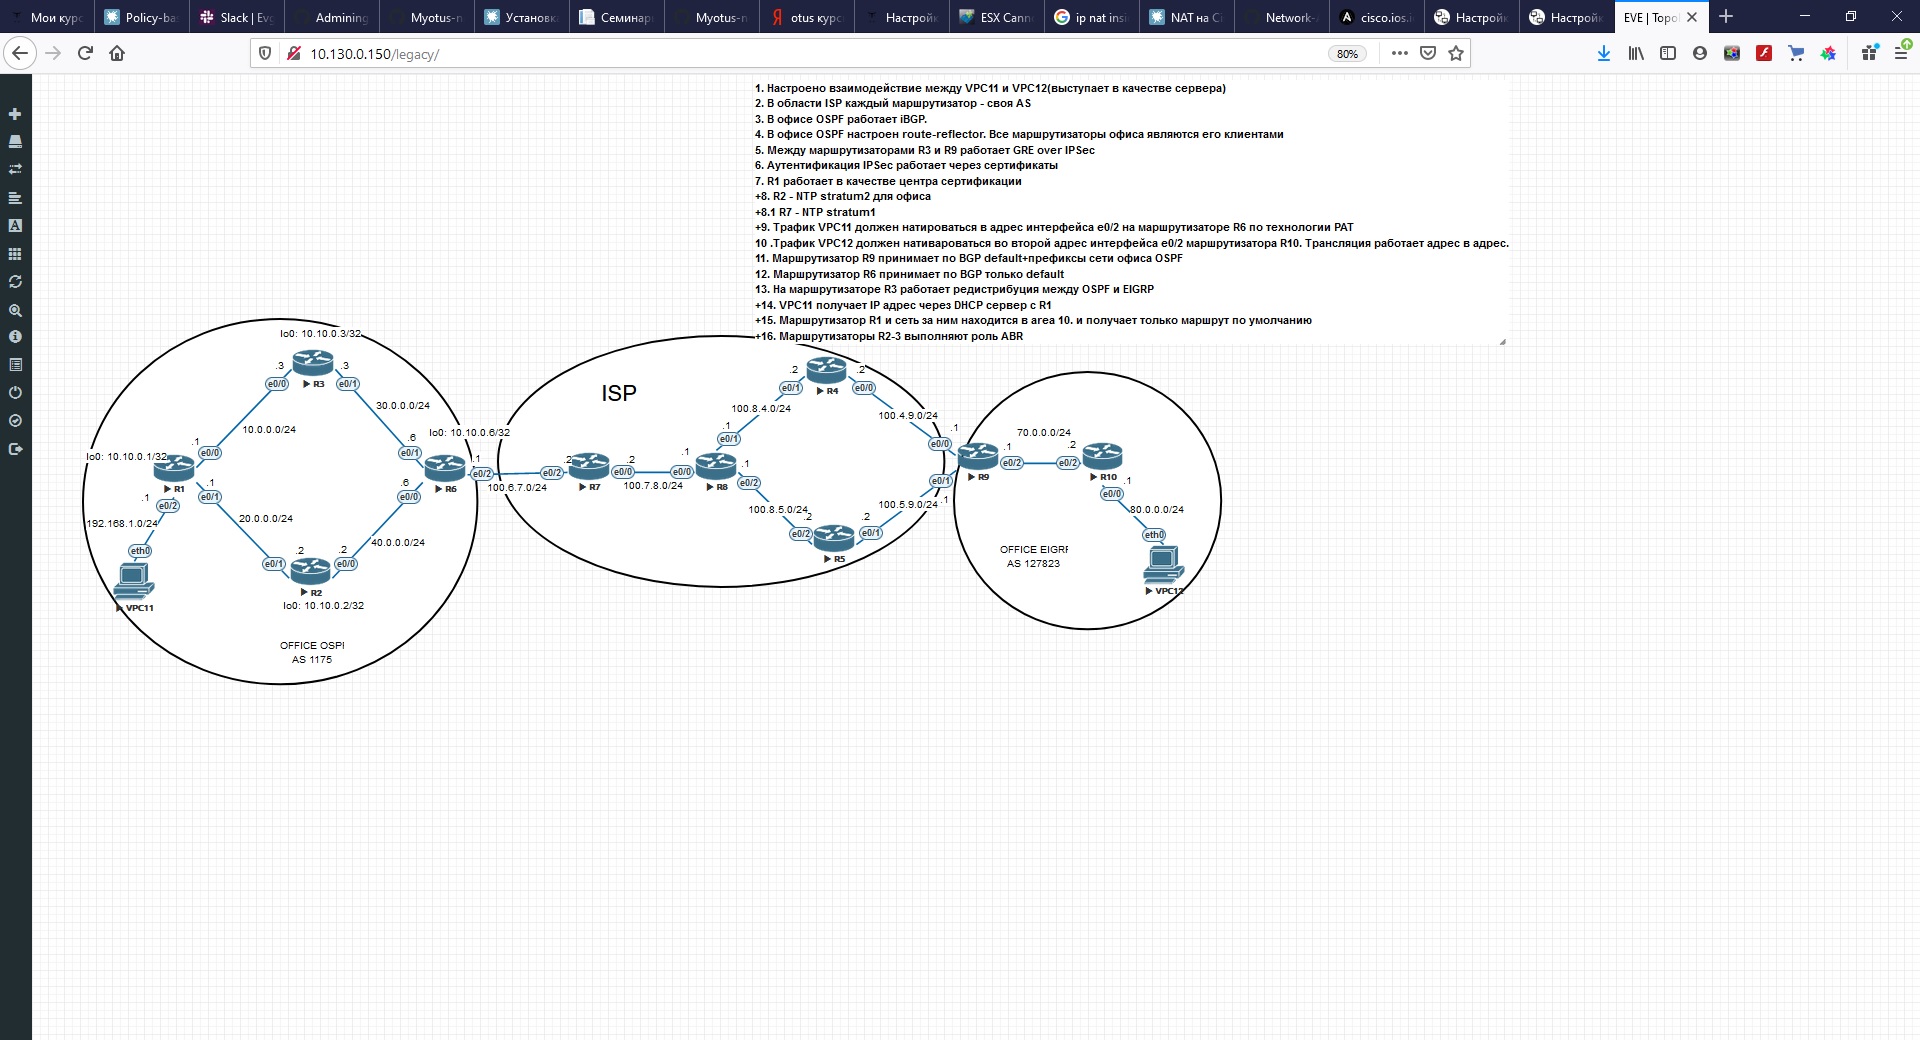 Мои курс
Policy-ba
Slack | Evg
Admining
Myotus-n
Установк
Семинар
Myotus-n
otus курс
Настройк
ESX Cann
ip nat insi
NAT на Ci
Network-
cisco.ios.i
Настройк
Настройк
EVE | Topol
10.130.0.150/legacy/
80%
1. Настроено взаимодействие между VPC11 и VPC12(выступает в качестве сервера)
2. В области ISP каждый маршрутизатор - своя AS
3. В офисе OSPF работает iBGP.
4. В офисе OSPF настроен route-reflector. Все маршрутизаторы офиса являются его клиентами
5. Между маршрутизаторами R3 и R9 работает GRE over IPSec
6. Аутентификация IPSec работает через сертификаты
7. R1 работает в качестве центра сертификации
+8. R2 - NTP stratum2 для офиса
+8.1 R7 - NTP stratum1
+9. Трафик VPC11 должен натироваться в адрес интерфейса e0/2 на маршрутизаторе R6 по технологии PAT
10 .Трафик VPC12 должен нативароваться во второй адрес интерфейса e0/2 маршрутизатора R10. Трансляция работает адрес в адрес.
11. Маршрутизатор R9 принимает по BGP default+префиксы сети офиса OSPF
12. Маршрутизатор R6 принимает по BGP только default
13. На маршрутизаторе R3 работает редистрибуция между OSPF и EIGRP
+14. VPC11 получает IP адрес через DHCP сервер с R1
+15. Маршрутизатор R1 и сеть за ним находится в area 10. и получает только маршрут по умолчанию
+16. Маршрутизаторы R2-3 выполняют роль ABR
lo0: 10.10.0.3/32
.3
.3
R3
e0/0
e0/1
30.0.0.0/24
10.0.0.0/24
lo0: 10.10.0.6/32
.6
.1
lo0: 10.10.0.1/32
e0/0
e0/1
.1
R1
R6
e0/2
.1
.1
.6
e0/2
e0/1
e0/0
192.168.1.0/24
20.0.0.0/24
40.0.0.0/24
eth0
.2
.2
e0/1
e0/0
R2
VPC11
lo0: 10.10.0.2/32
OFFICE OSPI
AS 1175
ISP
100.6.7.0/24
.2
e0/2
R7
.2
e0/0
100.7.8.0/24
.1
e0/0
R8
.1
e0/1
100.8.4.0/24
.2
e0/1
R4
.2
e0/0
100.4.9.0/24
.1
e0/2
100.8.5.0/24
.2
e0/2
R5
.2
e0/1
100.5.9.0/24
.1
e0/0
e0/1
.1
R9
.1
e0/2
70.0.0.0/24
.2
e0/2
R10
.1
e0/0
80.0.0.0/24
eth0
VPC12
OFFICE EIGRF
AS 127823